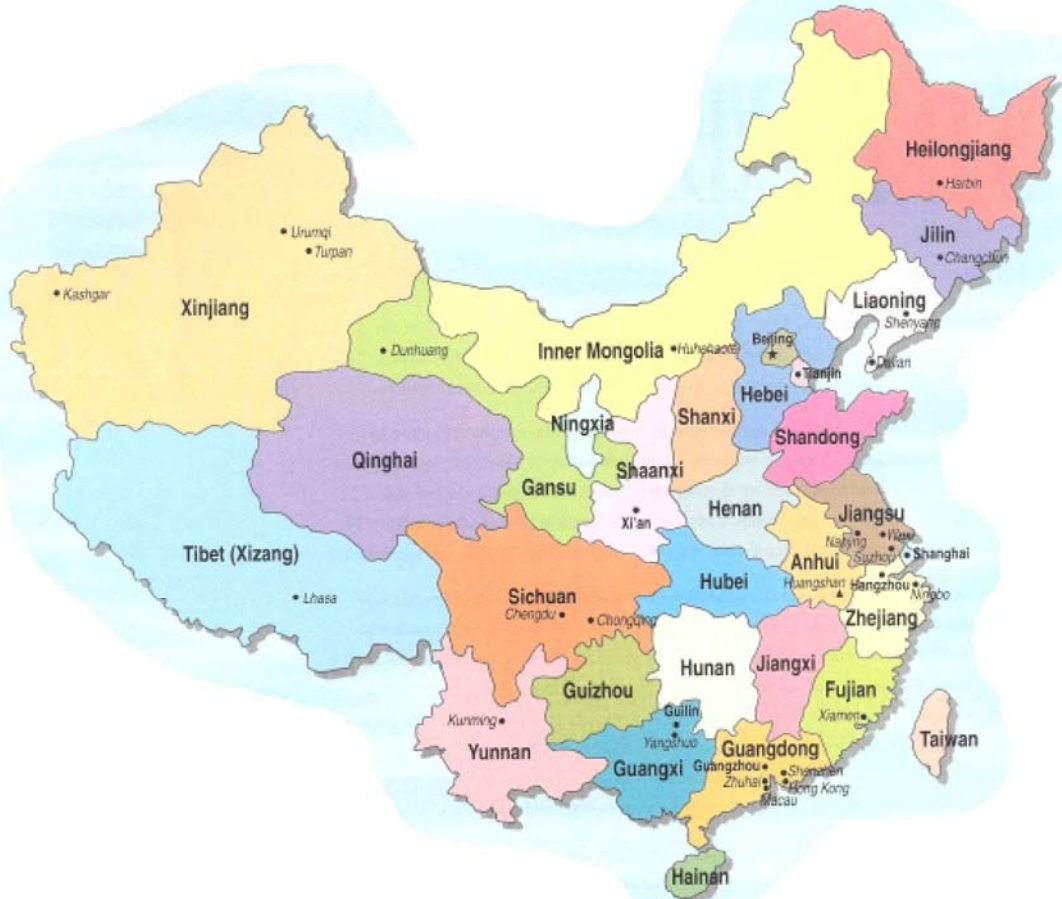 Heilongjiang
Harbin
Jilin
Changchun
Urumqi
Turpan
Kashgar
Xinjiang
Liaoning
Shenyang
Dunhuang
Inner Mongolia
Huhehaote
Beijing
Dalian
Tianjin
Hebei
Ningxia
Shanxi
Shandong
Qinghai
Gansu
Shaanxi
Xi'an
Henan
Jiangsu
Nanjing
Wuxi
Suzhou
Shanghai
Tibet (Xizang)
Lhasa
Sichuan
Chengdu
Chongqing
Hubei
Anhui
Huangshan
Hangzhou
Ningbo
Zhejiang
Hunan
Jiangxi
Guizhou
Fujian
Xiamen
Kunming
Yunnan
Guilin
Yangshuo
Guangxi
Guangdong
Guangzhou
Shenzhen
Zhuhai
Hong Kong
Macau
Taiwan
Hainan